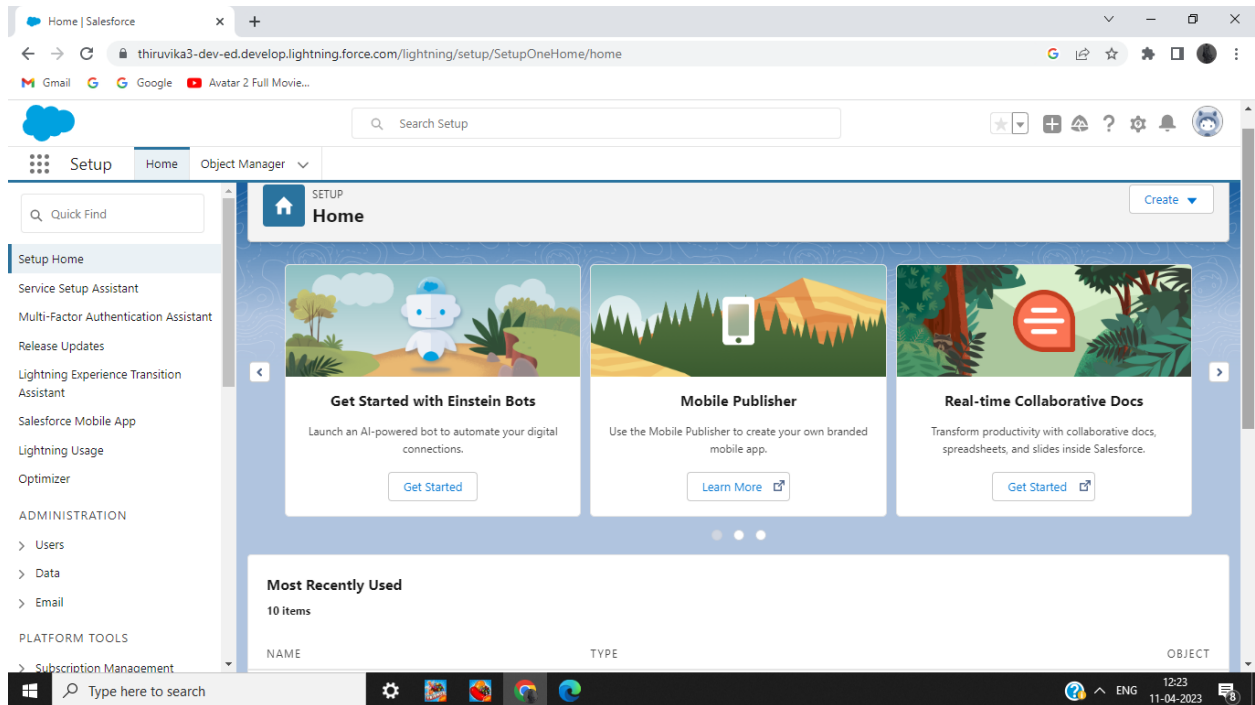 Home | Salesforce
thiruvika3-dev-ed.develop.lightning.force.com/lightning/setup/SetupOneHome/home
Gmail
Google
Avatar 2 Full Movie...
Search Setup
Setup
Home
Object Manager
Quick Find
Setup Home
Service Setup Assistant
Multi-Factor Authentication Assistant
Release Updates
Lightning Experience Transition
Assistant
Salesforce Mobile App
Lightning Usage
Optimizer
ADMINISTRATION
Users
Data
Email
PLATFORM TOOLS
Subscription Management
SETUP
Home
Create
Get Started with Einstein Bots
Launch an AI-powered bot to automate your digital
connections.
Get Started
Mobile Publisher
Use the Mobile Publisher to create your own branded
mobile app.
Learn More
Real-time Collaborative Docs
Transform productivity with collaborative docs,
spreadsheets, and slides inside Salesforce.
Get Started
Most Recently Used
10 items
NAME TYPE OBJECT
Type here to search
ENG
12:23
11-04-2023
8